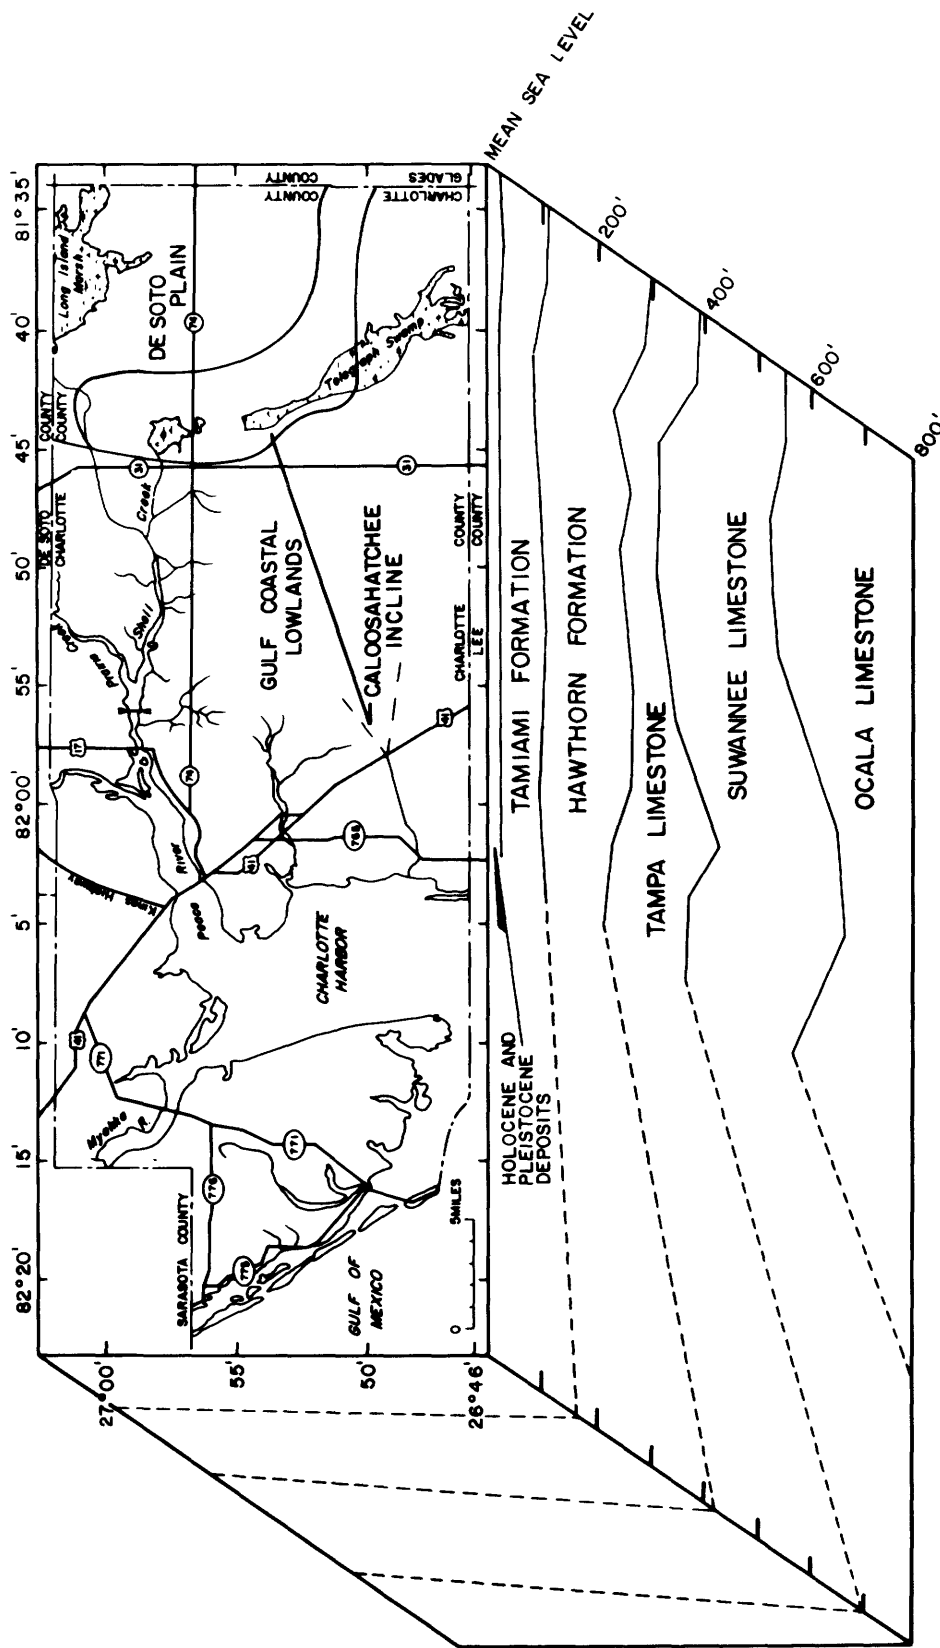 MEAN SEA LEVEL
81°35'
40'
45'
50'
55'
82°00'
5'
10'
15'
82°20'
27°00'
55'
50'
26°46'
Long Island
Marsh
DE SOTO
PLAIN
COUNTY
COUNTY
CHARLOTTE
GLADES
74
Telegraph Swamp
COUNTY
COUNTY
DE SOTO
CHARLOTTE
31
31
Creek
Shell
Prairie
Creek
GULF COASTAL
LOWLANDS
CALOOSAHATCHEE
INCLINE
COUNTY
COUNTY
CHARLOTTE
LEE
17
74
41
41
765
Kings Highway
Peace
River
CHARLOTTE
HARBOR
41
771
Myakka
R.
771
776
775
SARASOTA COUNTY
GULF OF
MEXICO
0
5 MILES
HOLOCENE AND
PLEISTOCENE
DEPOSITS
TAMIAMI FORMATION
HAWTHORN FORMATION
TAMPA LIMESTONE
SUWANNEE LIMESTONE
OCALA LIMESTONE
200'
400'
600'
800'